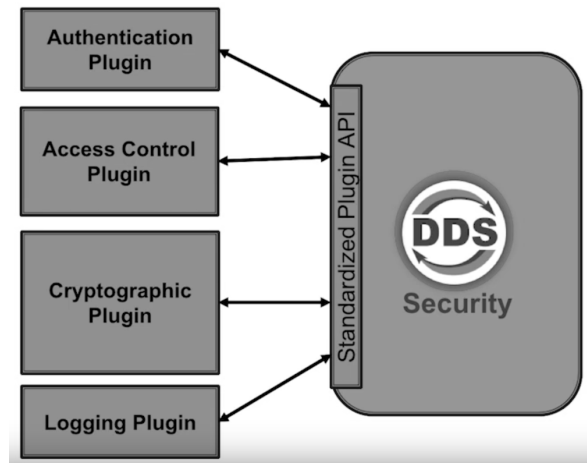 Authentication
Plugin
Access Control
Plugin
Cryptographic
Plugin
Logging Plugin
Standardized Plugin API
DDS
Security